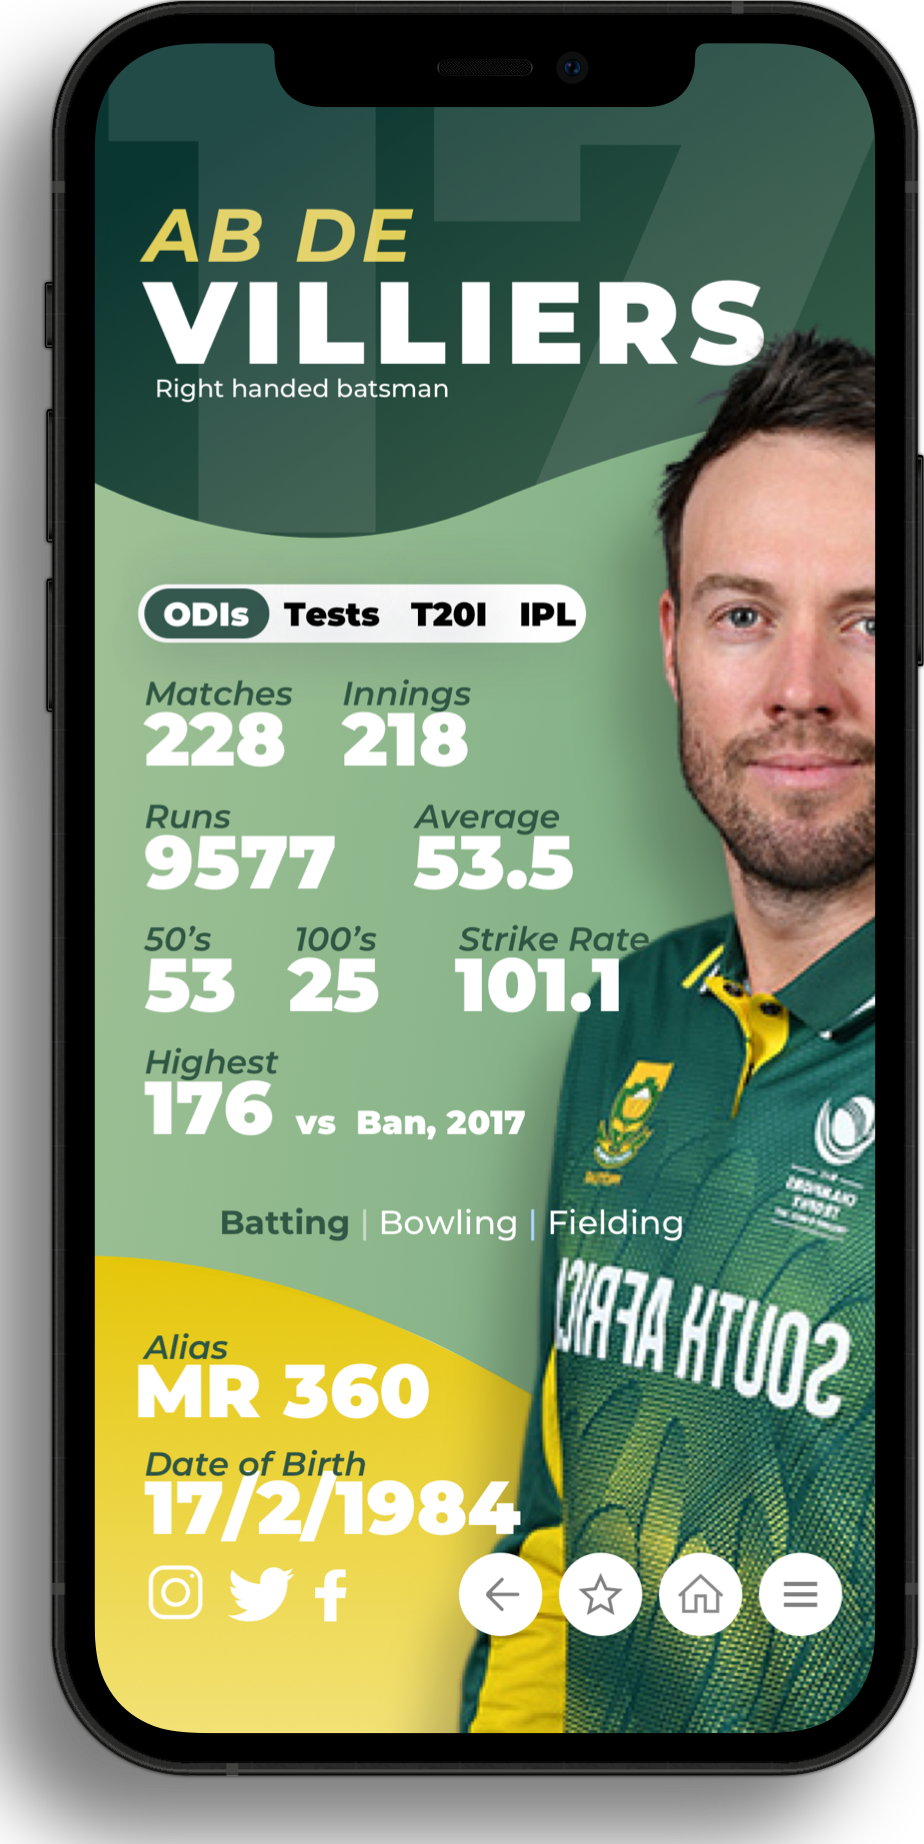 17
AB DE
VILLIERS
Right handed batsman
ODIs Tests T20I IPL
Matches Innings
228 218
Runs Average
9577 53.5
50’s 100’s Strike Rate
53 25 101.1
Highest
176 vs Ban, 2017
Batting | Bowling | Fielding
SOUTH AFRICA
Alias
MR 360
Date of Birth
17/2/1984